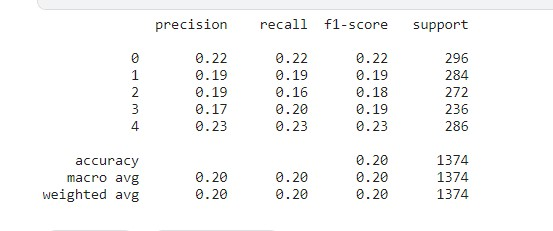 precision recall f1-score support
0 0.22 0.22 0.22 296
1 0.19 0.19 0.19 284
2 0.19 0.16 0.18 272
3 0.17 0.20 0.19 236
4 0.23 0.23 0.23 286
accuracy 0.20 1374
macro avg 0.20 0.20 0.20 1374
weighted avg 0.20 0.20 0.20 1374